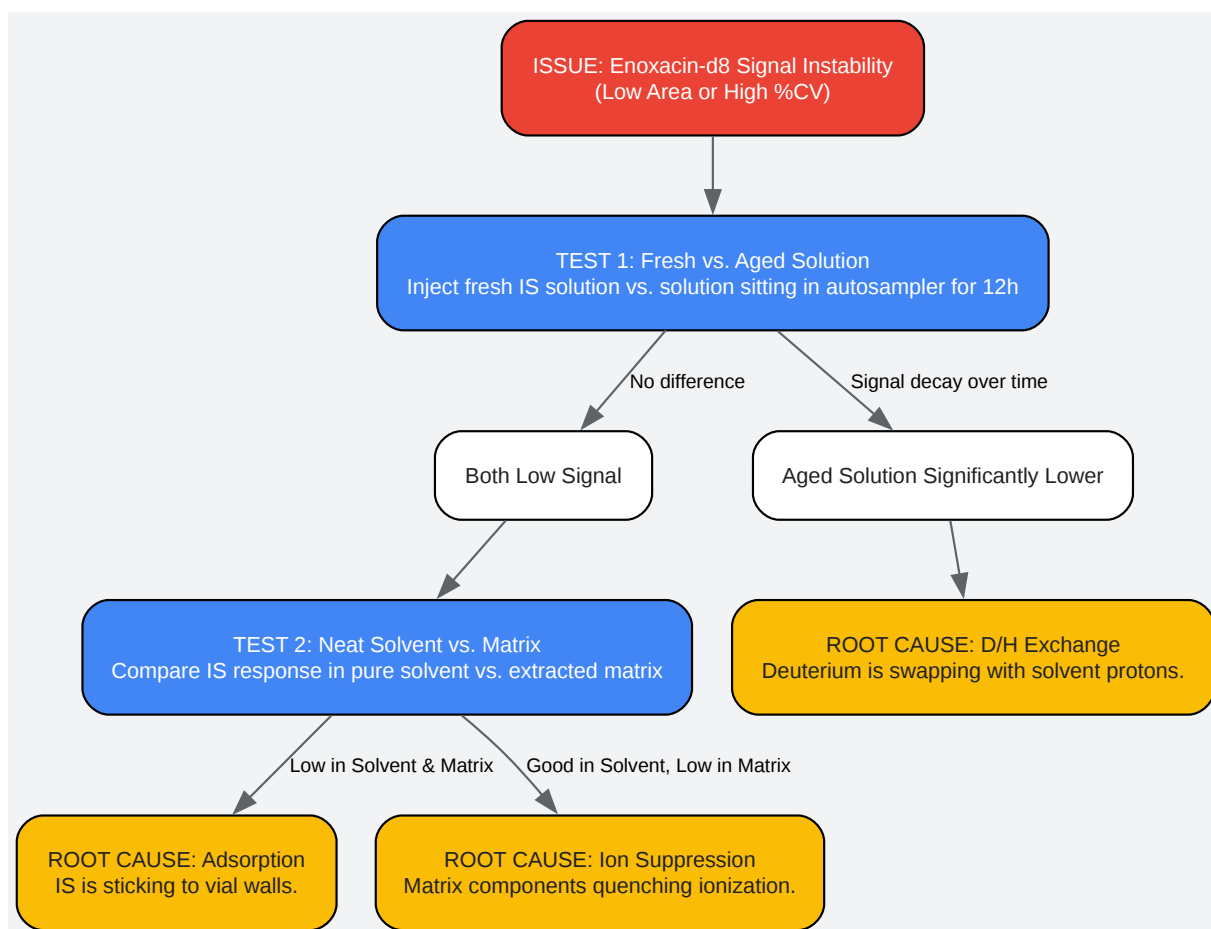 ISSUE: Enoxacin-d8 Signal Instability
(Low Area or High %CV)
TEST 1: Fresh vs. Aged Solution
Inject fresh IS solution vs. solution sitting in autosampler for 12h
No difference
Signal decay over time
Both Low Signal
Aged Solution Significantly Lower
TEST 2: Neat Solvent vs. Matrix
Compare IS response in pure solvent vs. extracted matrix
ROOT CAUSE: D/H Exchange
Deuterium is swapping with solvent protons.
Low in Solvent & Matrix
Good in Solvent, Low in Matrix
ROOT CAUSE: Adsorption
IS is sticking to vial walls.
ROOT CAUSE: Ion Suppression
Matrix components quenching ionization.